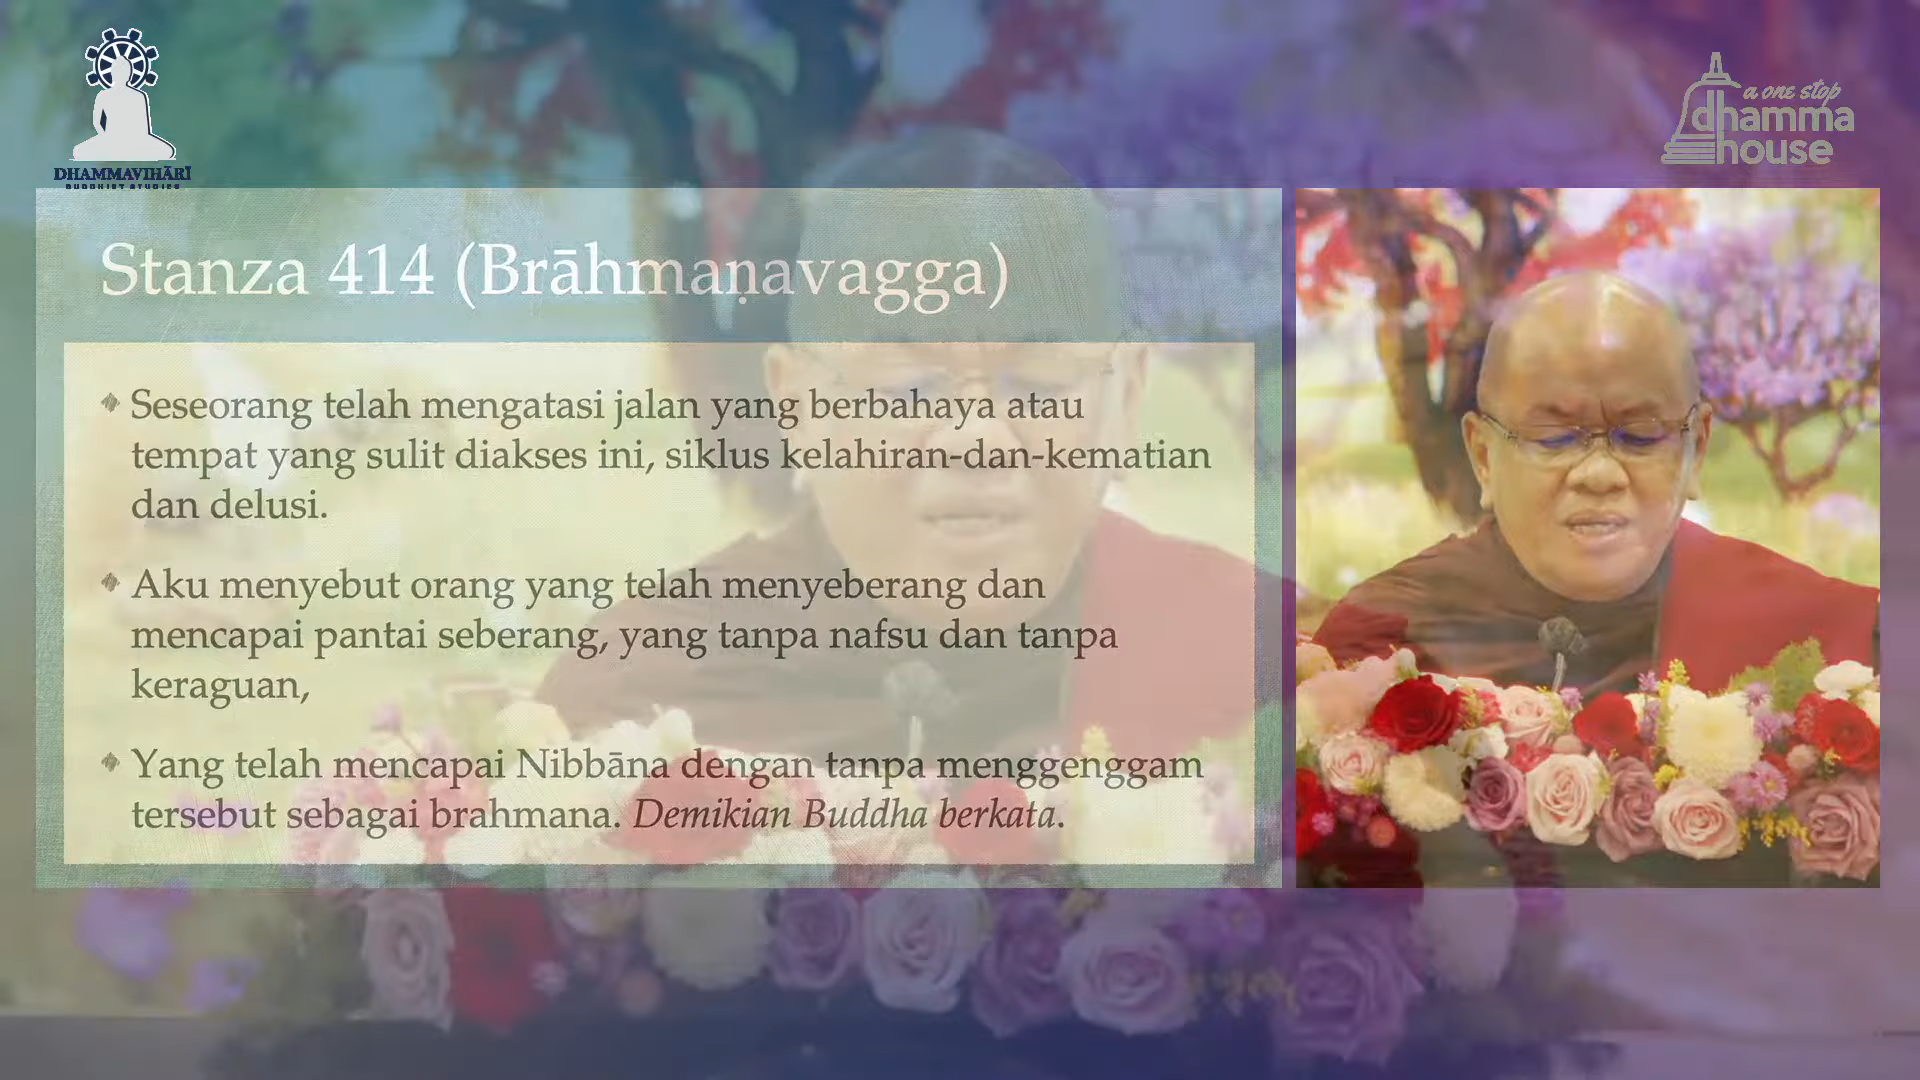 DHAMMAVIHĀRĪ
BUDDHIST STUDIES
a one stop
dhamma
house
Stanza 414 (Brāhmaṇavagga)
Seseorang telah mengatasi jalan yang berbahaya atau
tempat yang sulit diakses ini, siklus kelahiran-dan-kematian
dan delusi.
Aku menyebut orang yang telah menyeberang dan
mencapai pantai seberang, yang tanpa nafsu dan tanpa
keraguan,
Yang telah mencapai Nibbāna dengan tanpa menggenggam
tersebut sebagai brahmana. Demikian Buddha berkata.